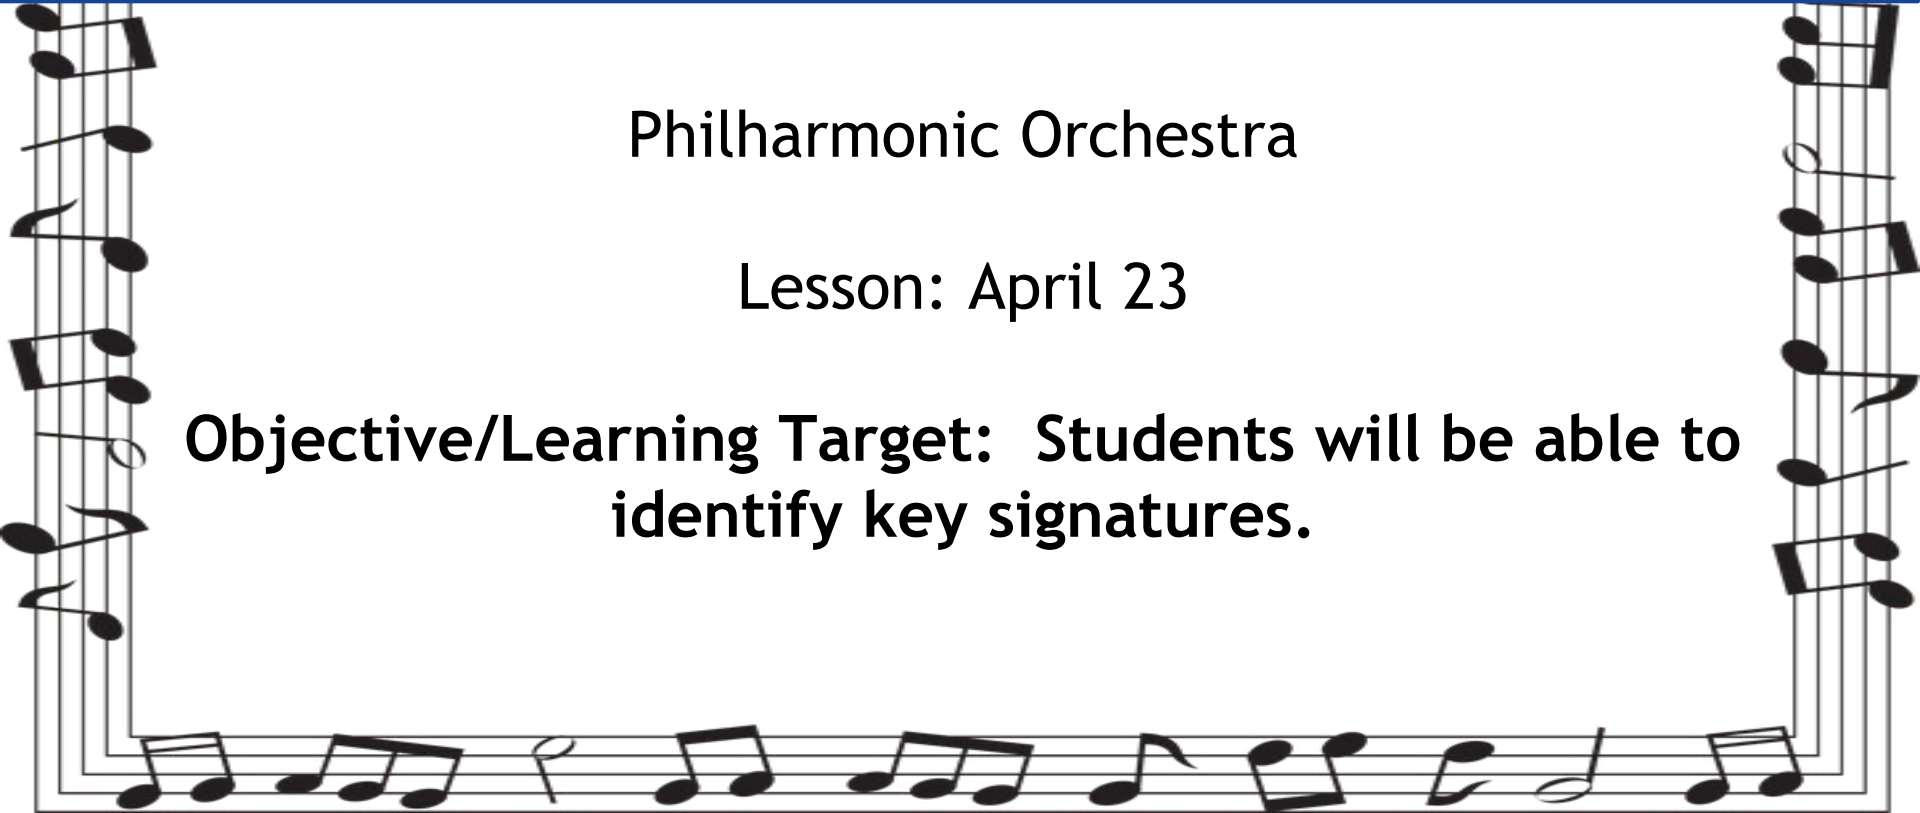 Philharmonic Orchestra
Lesson: April 23
Objective/Learning Target:  Students will be able to
identify key signatures.